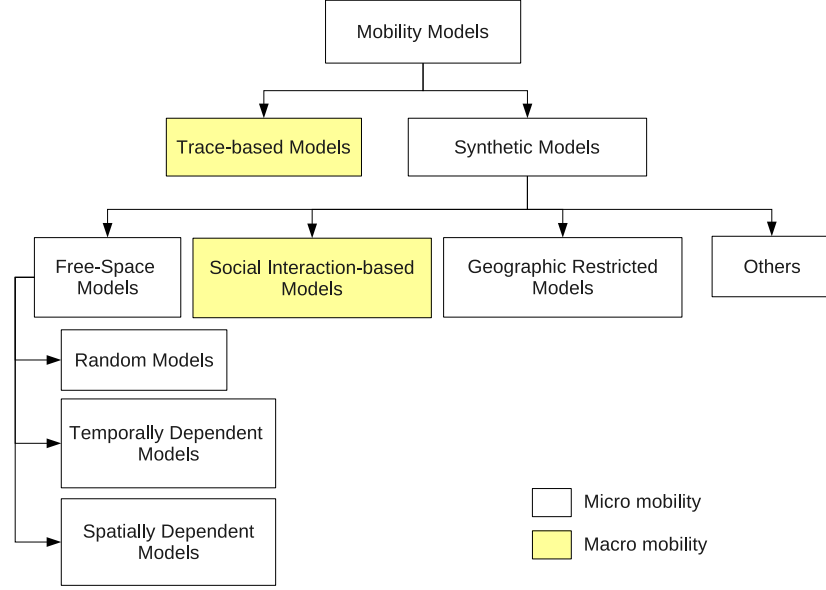 Mobility Models
Trace-based Models
Synthetic Models
Free-Space
Models
Social Interaction-based
Models
Geographic Restricted
Models
Others
Random Models
Temporally Dependent
Models
Spatially Dependent
Models
Micro mobility
Macro mobility